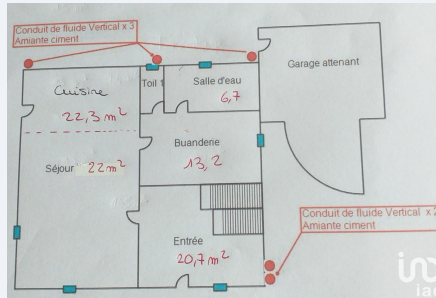 Conduit de fluide Vertical x 3
Amiante ciment
Garage attenant
Cuisine
Toil 1
Salle d'eau
6,7
22,3 m²
Buanderie
13,2
Séjour 22 m²
Conduit de fluide Vertical x
Amiante ciment
Entrée
20,7 m²